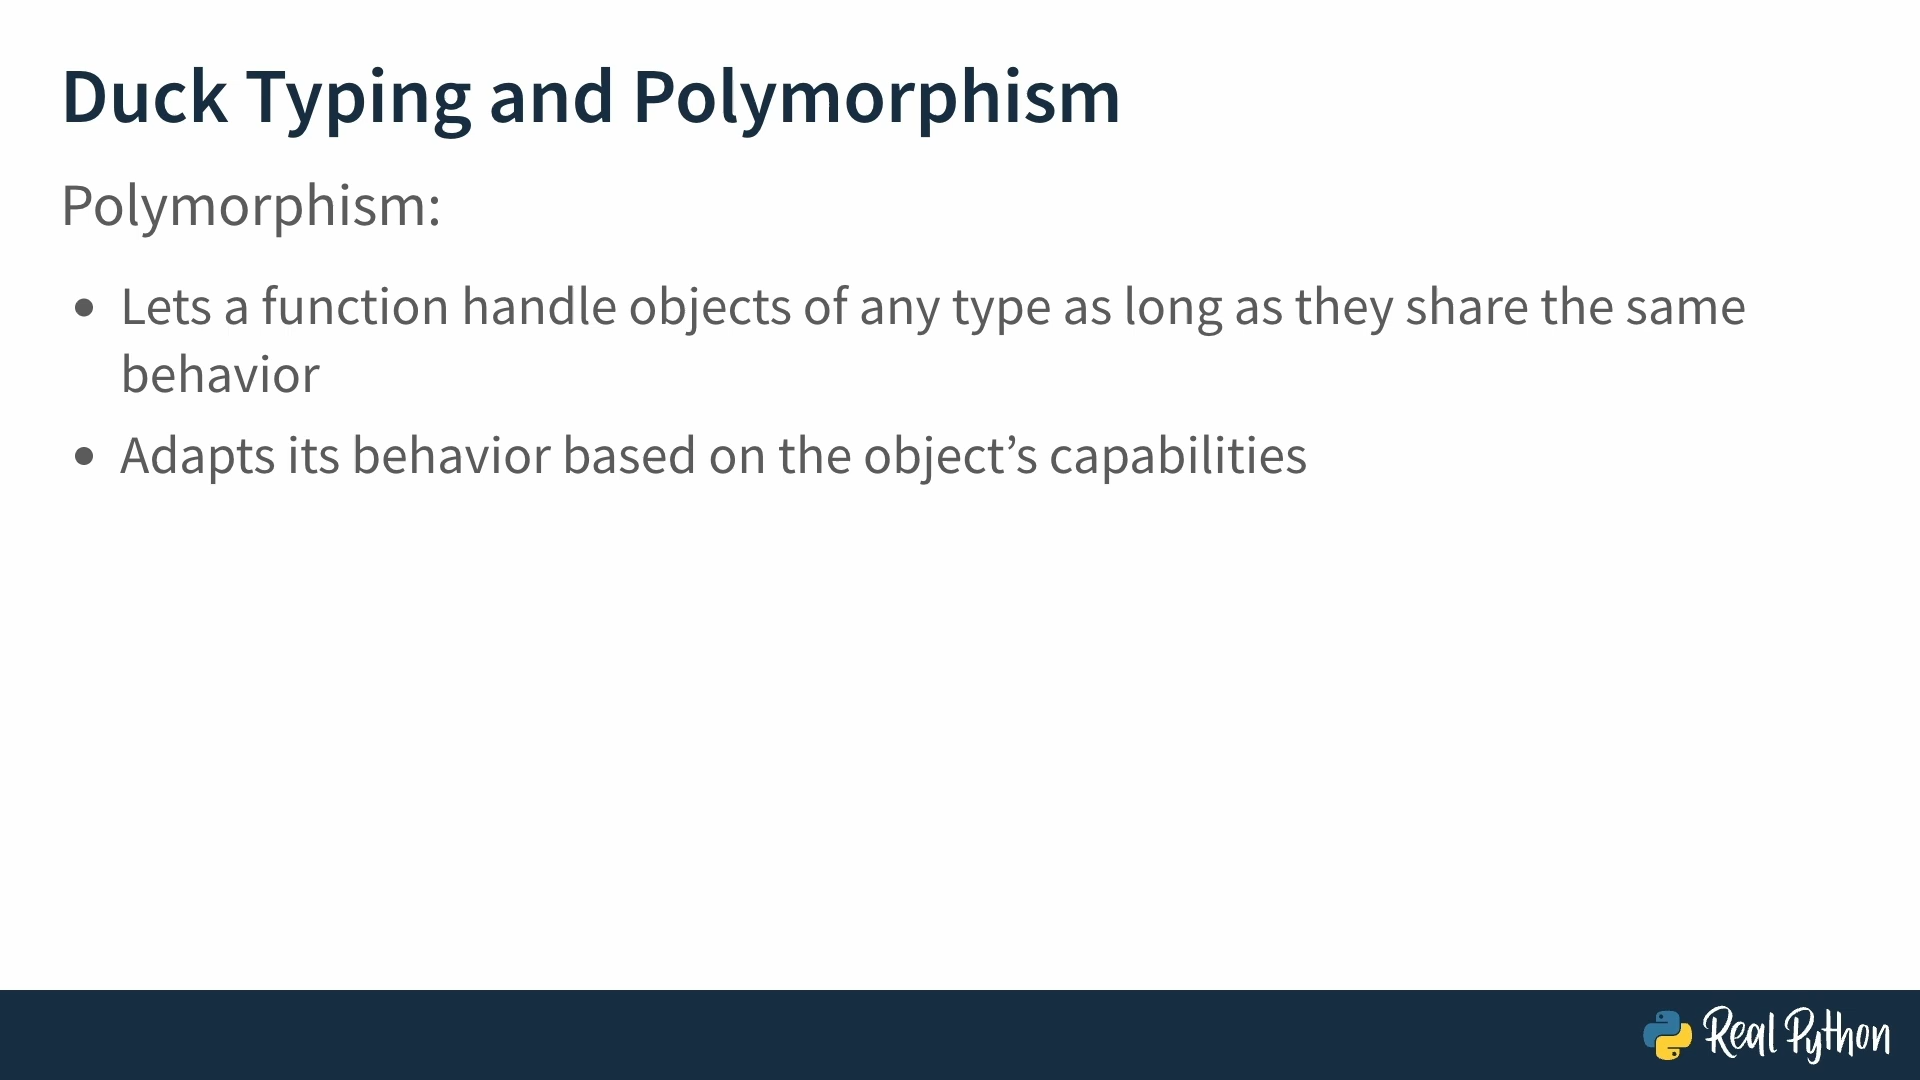 Duck Typing and Polymorphism
Polymorphism:
• Lets a function handle objects of any type as long as they share the same
behavior
• Adapts its behavior based on the object’s capabilities
Real Python